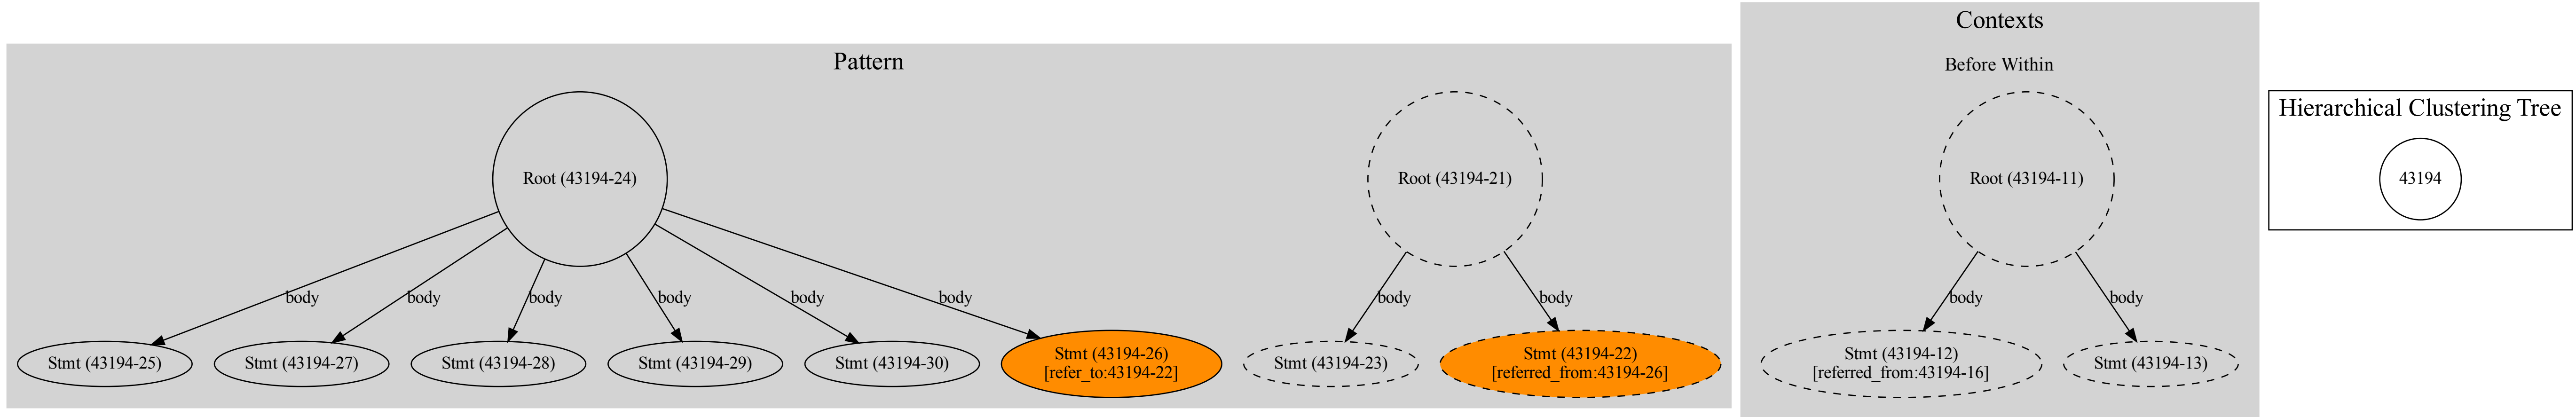 Contexts
Pattern
Before Within
Hierarchical Clustering Tree
Root (43194-24)
Root (43194-21)
Root (43194-11)
43194
body
body
body
body
body
body
body
body
body
body
Stmt (43194-25)
Stmt (43194-27)
Stmt (43194-28)
Stmt (43194-29)
Stmt (43194-30)
Stmt (43194-26)
[refer_to:43194-22]
Stmt (43194-23)
Stmt (43194-22)
[referred_from:43194-26]
Stmt (43194-12)
[referred_from:43194-16]
Stmt (43194-13)